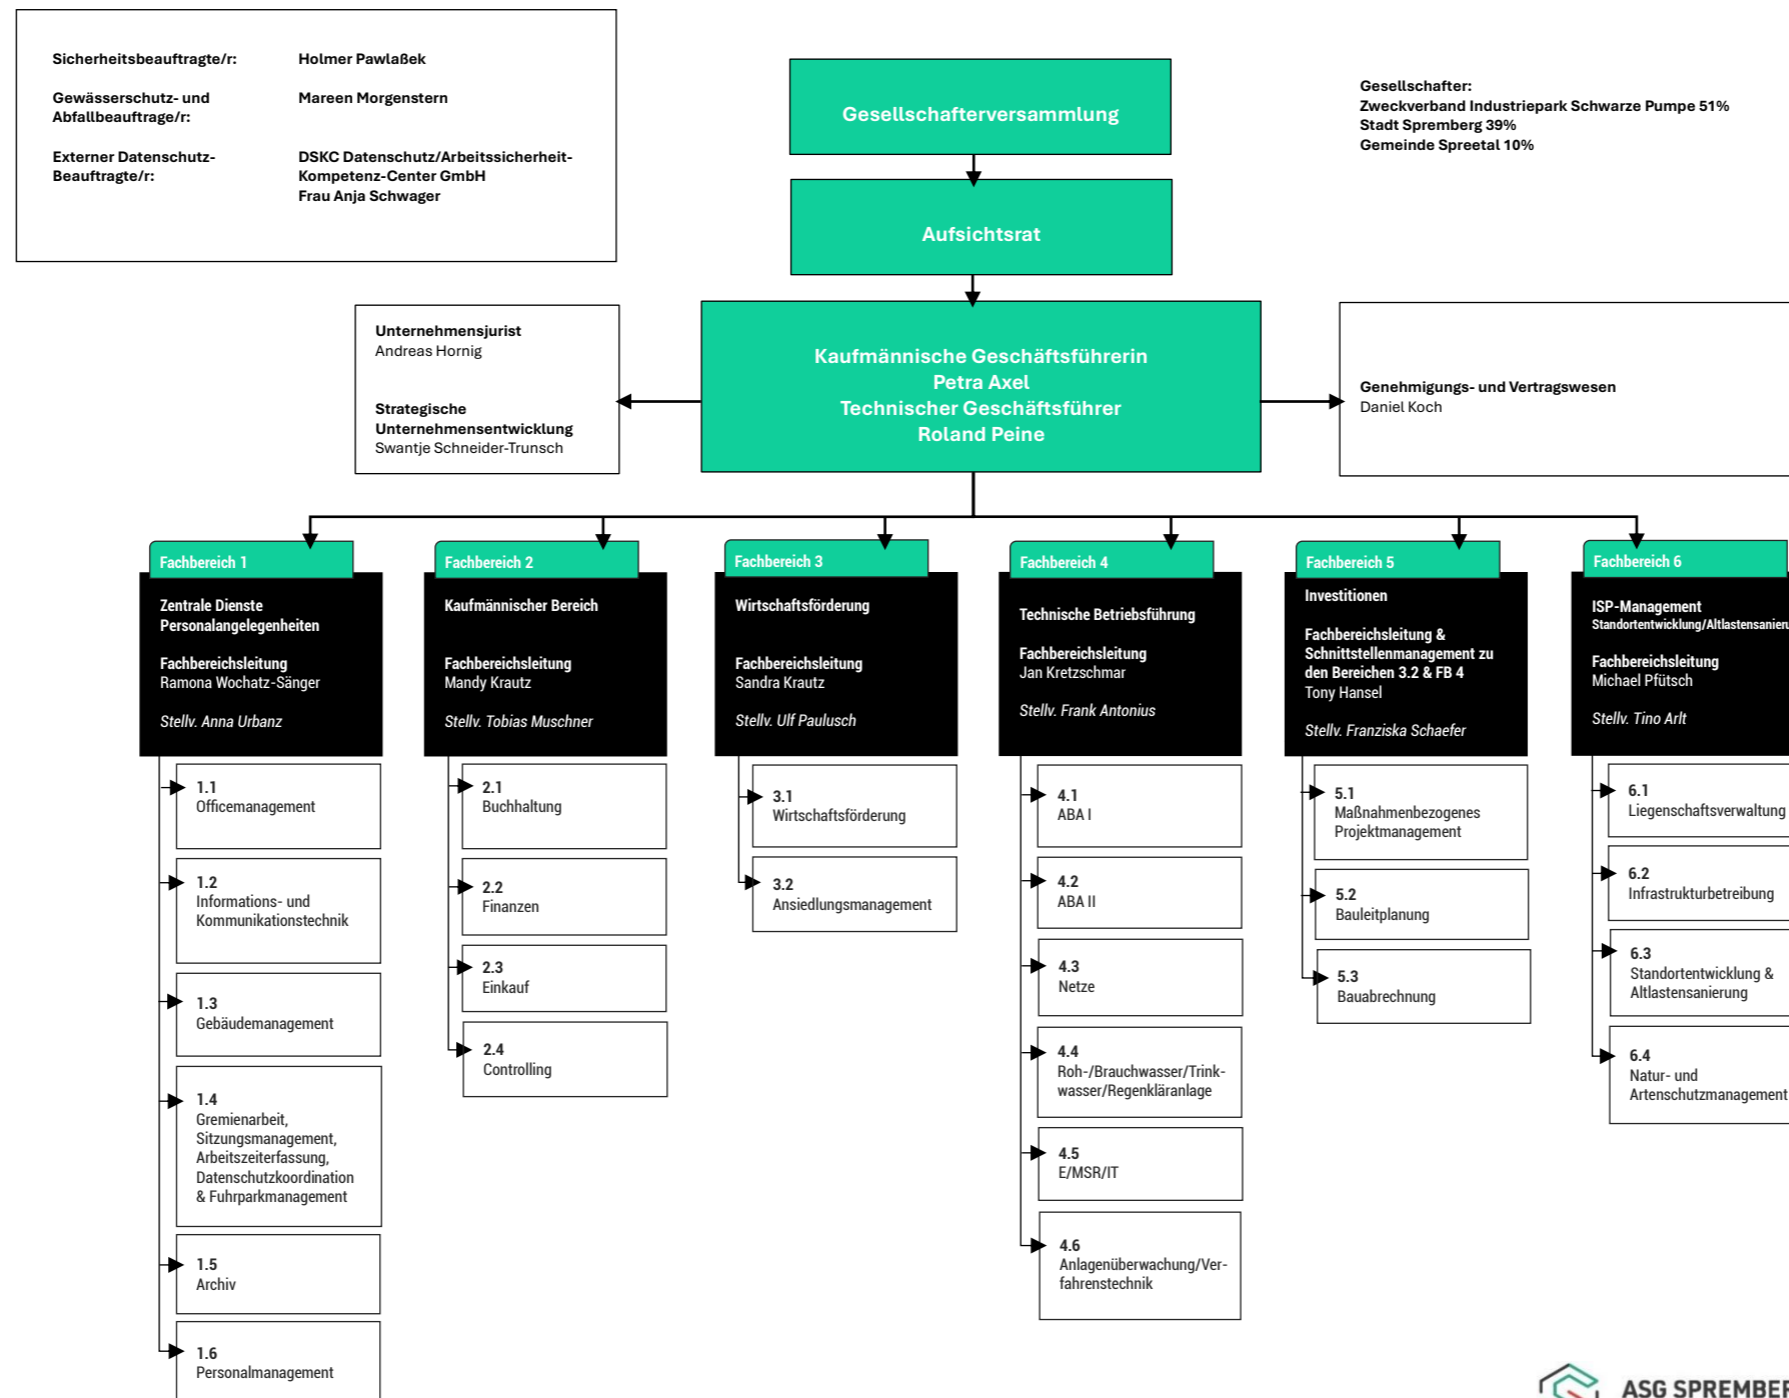 Sicherheitsbeauftragte/r:
Holmer Pawlaßek
Gewässerschutz- und
Abfallbeauftrage/r:
Mareen Morgenstern
Externer Datenschutz-
Beauftragte/r:
DSKC Datenschutz/Arbeitssicherheit-
Kompetenz-Center GmbH
Frau Anja Schwager
Gesellschafterversammlung
Gesellschafter:
Zweckverband Industriepark Schwarze Pumpe 51%
Stadt Spremberg 39%
Gemeinde Spreetal 10%
Aufsichtsrat
Unternehmensjurist
Andreas Hornig
Strategische
Unternehmensentwicklung
Swantje Schneider-Trunsch
Kaufmännische Geschäftsführerin
Petra Axel
Technischer Geschäftsführer
Roland Peine
Genehmigungs- und Vertragswesen
Daniel Koch
Fachbereich 1
Zentrale Dienste
Personalangelegenheiten
Fachbereichsleitung
Ramona Wochatz-Sänger
Stellv. Anna Urbanz
1.1
Officemanagement
1.2
Informations- und
Kommunikationstechnik
1.3
Gebäudemanagement
1.4
Gremienarbeit,
Sitzungsmanagement,
Arbeitszeiterfassung,
Datenschutzkoordination
& Fuhrparkmanagement
1.5
Archiv
1.6
Personalmanagement
Fachbereich 2
Kaufmännischer Bereich
Fachbereichsleitung
Mandy Krautz
Stellv. Tobias Muschner
2.1
Buchhaltung
2.2
Finanzen
2.3
Einkauf
2.4
Controlling
Fachbereich 3
Wirtschaftsförderung
Fachbereichsleitung
Sandra Krautz
Stellv. Ulf Paulusch
3.1
Wirtschaftsförderung
3.2
Ansiedlungsmanagement
Fachbereich 4
Technische Betriebsführung
Fachbereichsleitung
Jan Kretzschmar
Stellv. Frank Antonius
4.1
ABA I
4.2
ABA II
4.3
Netze
4.4
Roh-/Brauchwasser/Trink-
wasser/Regenkläranlage
4.5
E/MSR/IT
4.6
Anlagenüberwachung/Ver-
fahrenstechnik
Fachbereich 5
Investitionen
Fachbereichsleitung &
Schnittstellenmanagement zu
den Bereichen 3.2 & FB 4
Tony Hansel
Stellv. Franziska Schaefer
5.1
Maßnahmenbezogenes
Projektmanagement
5.2
Bauleitplanung
5.3
Bauabrechnung
Fachbereich 6
ISP-Management
Standortentwicklung/Altlastensanieru
Fachbereichsleitung
Michael Pfütsch
Stellv. Tino Arlt
6.1
Liegenschaftsverwaltung
6.2
Infrastrukturbetreibung
6.3
Standortentwicklung &
Altlastensanierung
6.4
Natur- und
Artenschutzmanagement
ASG SPREMBER